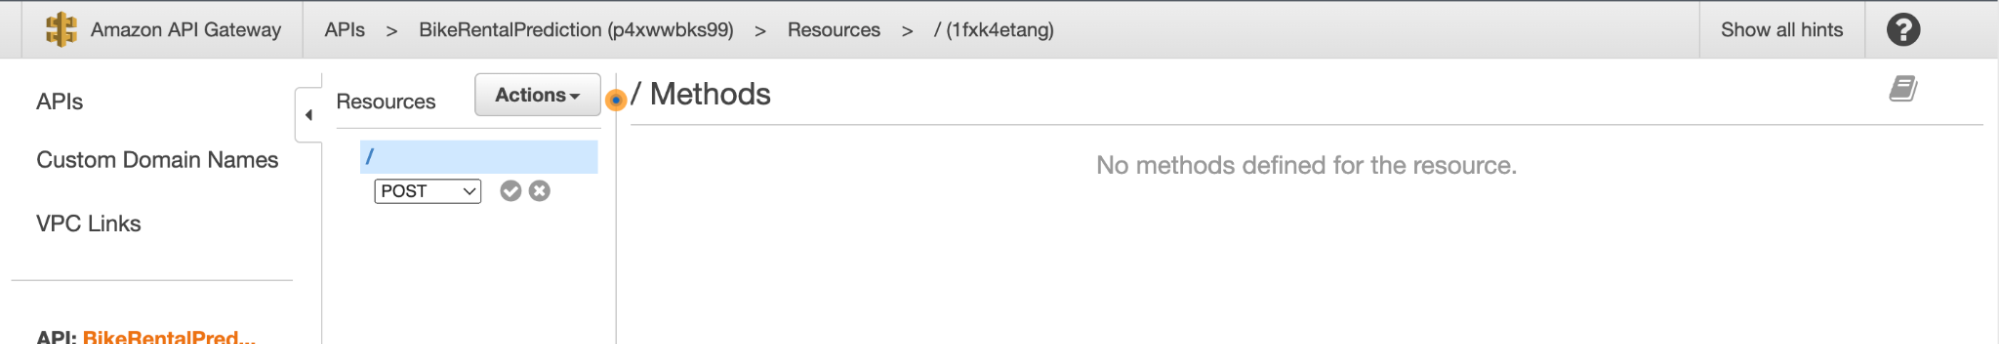 Amazon API Gateway
APIs > BikeRentalPrediction (p4xwwbks99) > Resources > / (1fxk4etang)
Show all hints
?
APIs
Custom Domain Names
VPC Links
API: BikeRentalPred...
Resources
Actions
/
POST
/ Methods
No methods defined for the resource.